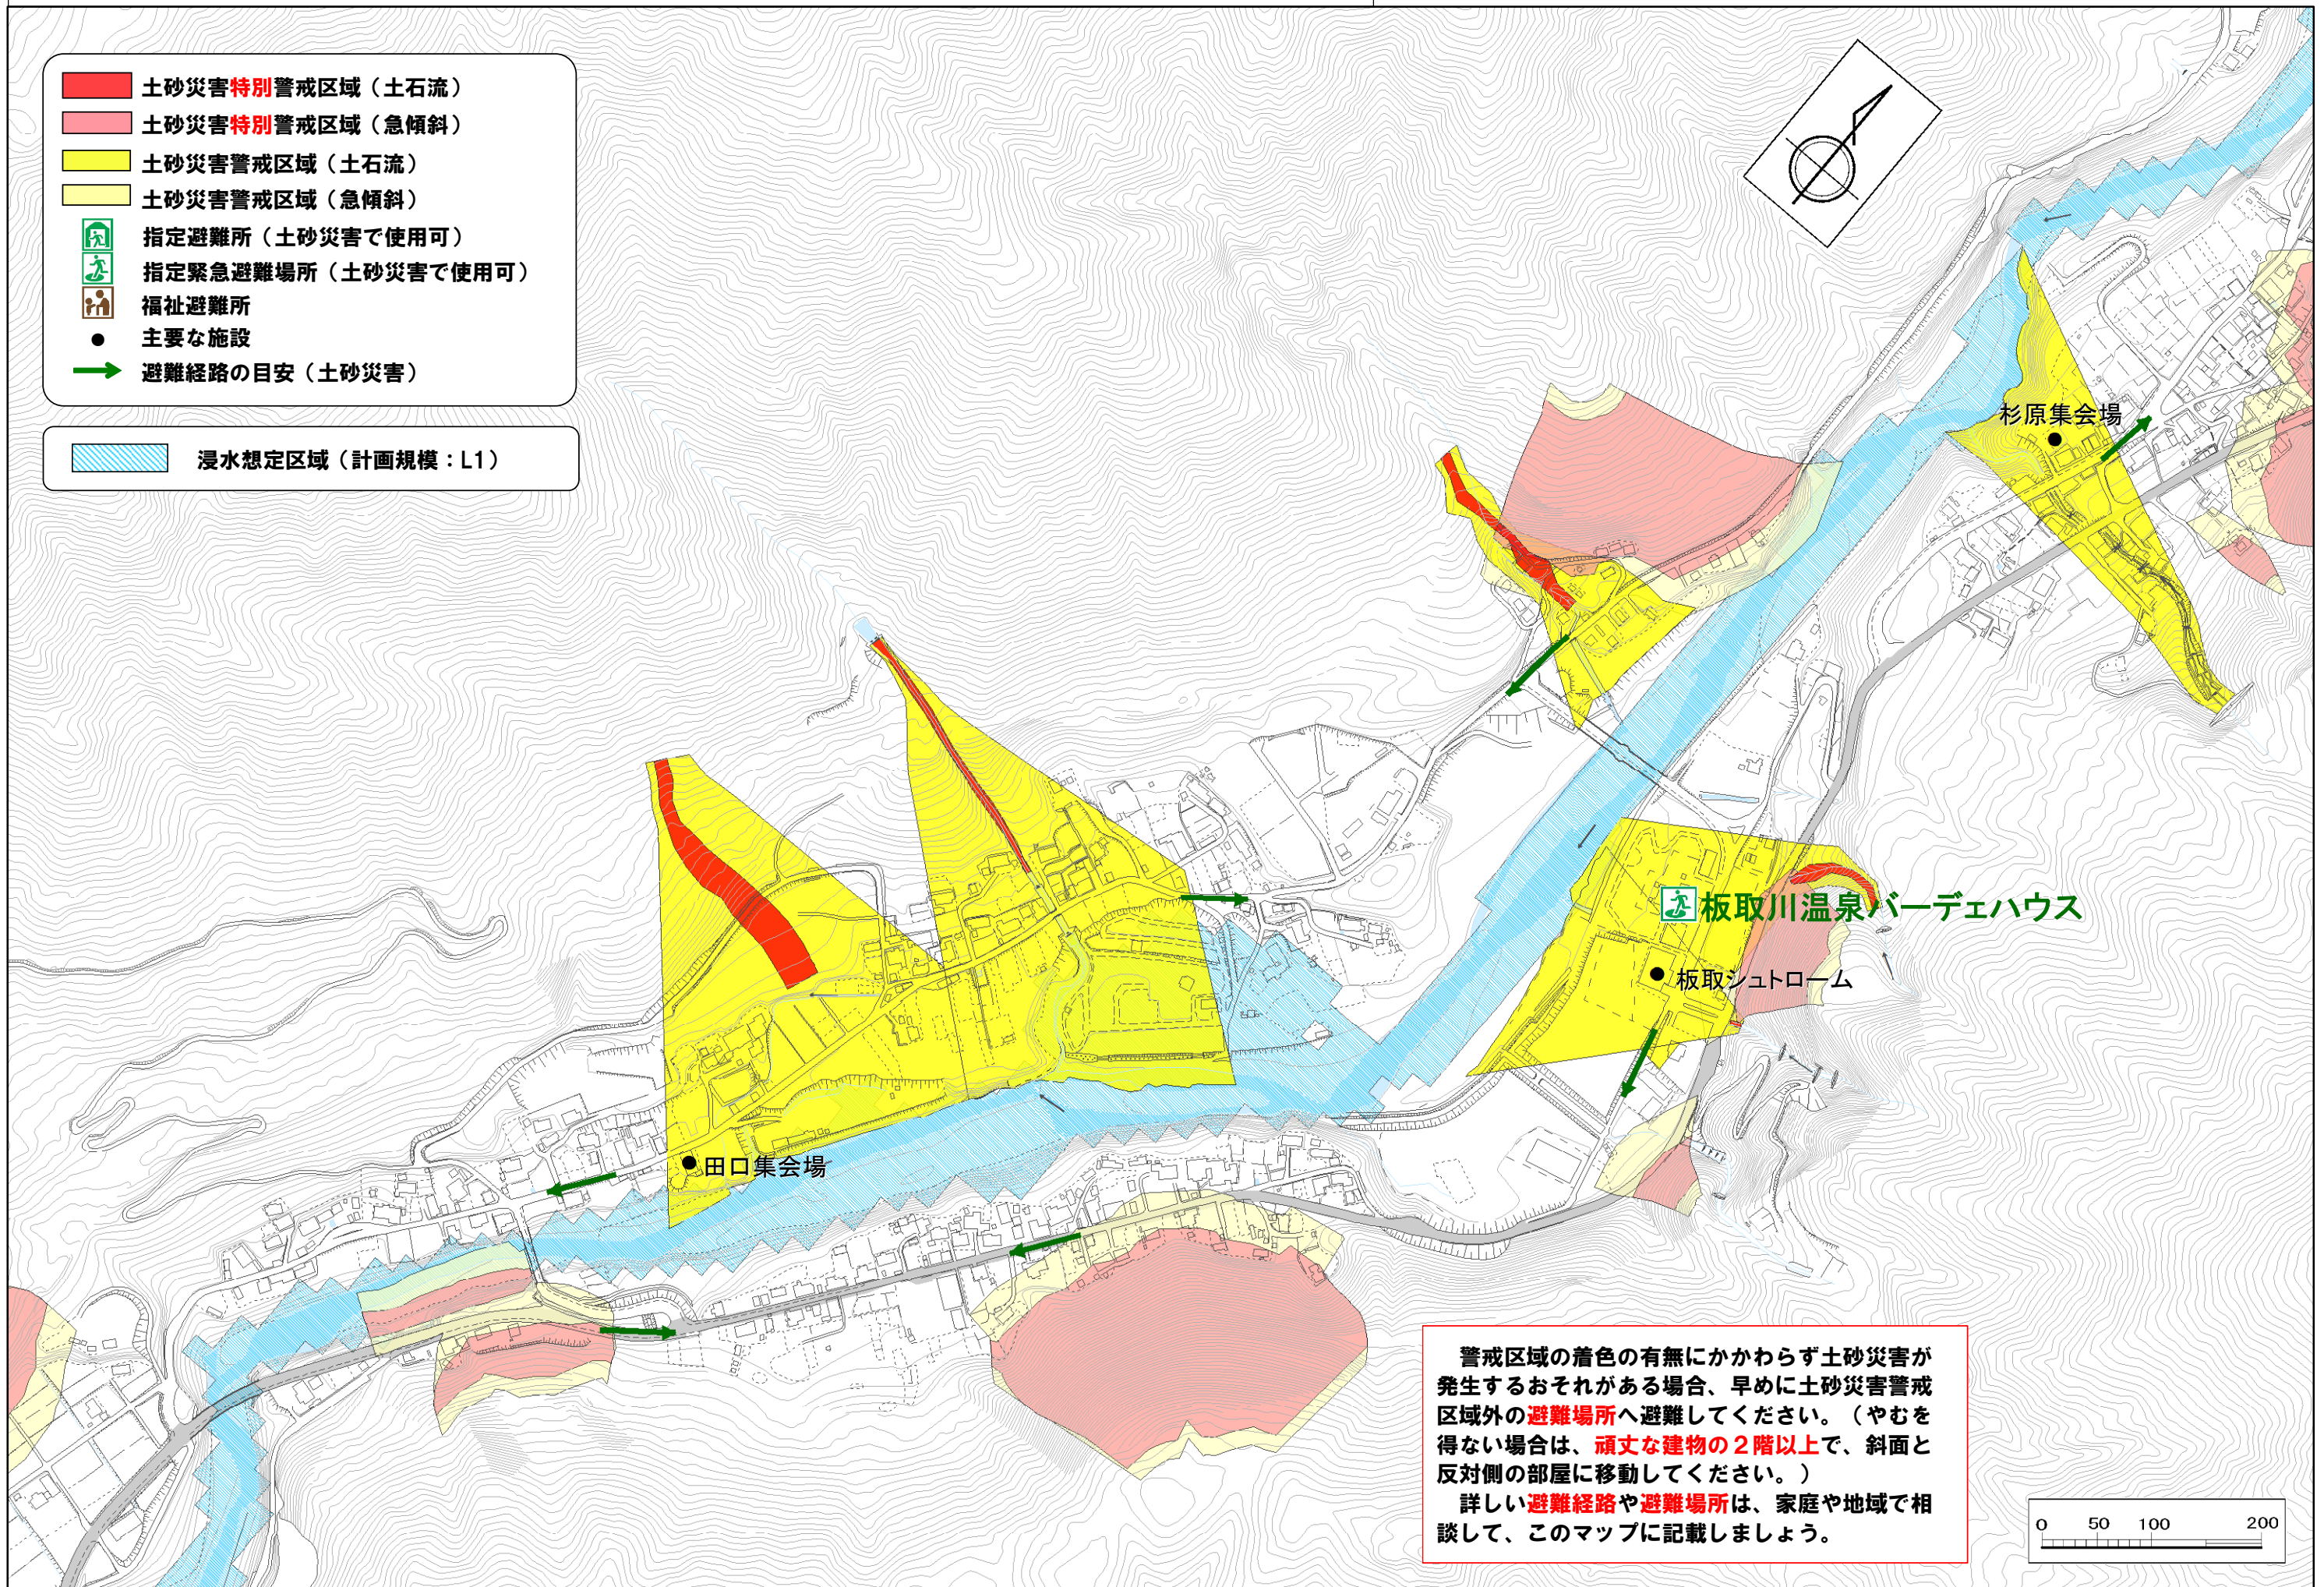 土砂災害特別警戒区域（土石流）
土砂災害特別警戒区域（急傾斜）
土砂災害警戒区域（土石流）
土砂災害警戒区域（急傾斜）
指定避難所（土砂災害で使用可）
指定緊急避難場所（土砂災害で使用可）
福祉避難所
主要な施設
避難経路の目安（土砂災害）
浸水想定区域（計画規模：L1）
杉原集会場
板取川温泉バーデェハウス
板取シュトローム
田口集会場
警戒区域の着色の有無にかかわらず土砂災害が
発生するおそれがある場合、早めに土砂災害警戒
区域外の避難場所へ避難してください。（やむを
得ない場合は、頑丈な建物の２階以上で、斜面と
反対側の部屋に移動してください。）
詳しい避難経路や避難場所は、家庭や地域で相
談して、このマップに記載しましょう。
0 50 100 200